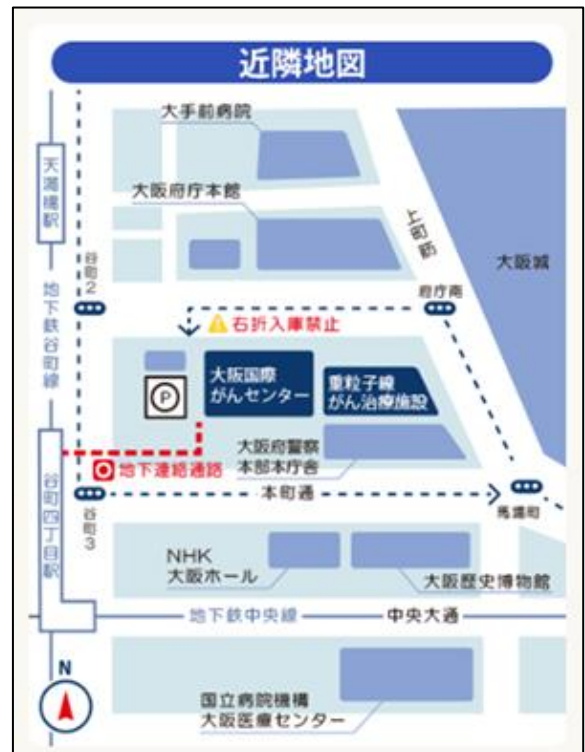 近隣地図
大手前病院
天満橋駅
大阪府庁本館
上町筋
大阪城
谷町2
府庁南
地下鉄谷町線
右折入庫禁止
P
大阪国際
がんセンター
重粒子線
がん治療施設
地下連絡通路
大阪府警察
本部本庁舎
谷町四丁目駅
谷町3
本町通
馬場町
NHK
大阪ホール
大阪歴史博物館
地下鉄中央線
中央大通
N
国立病院機構
大阪医療センター